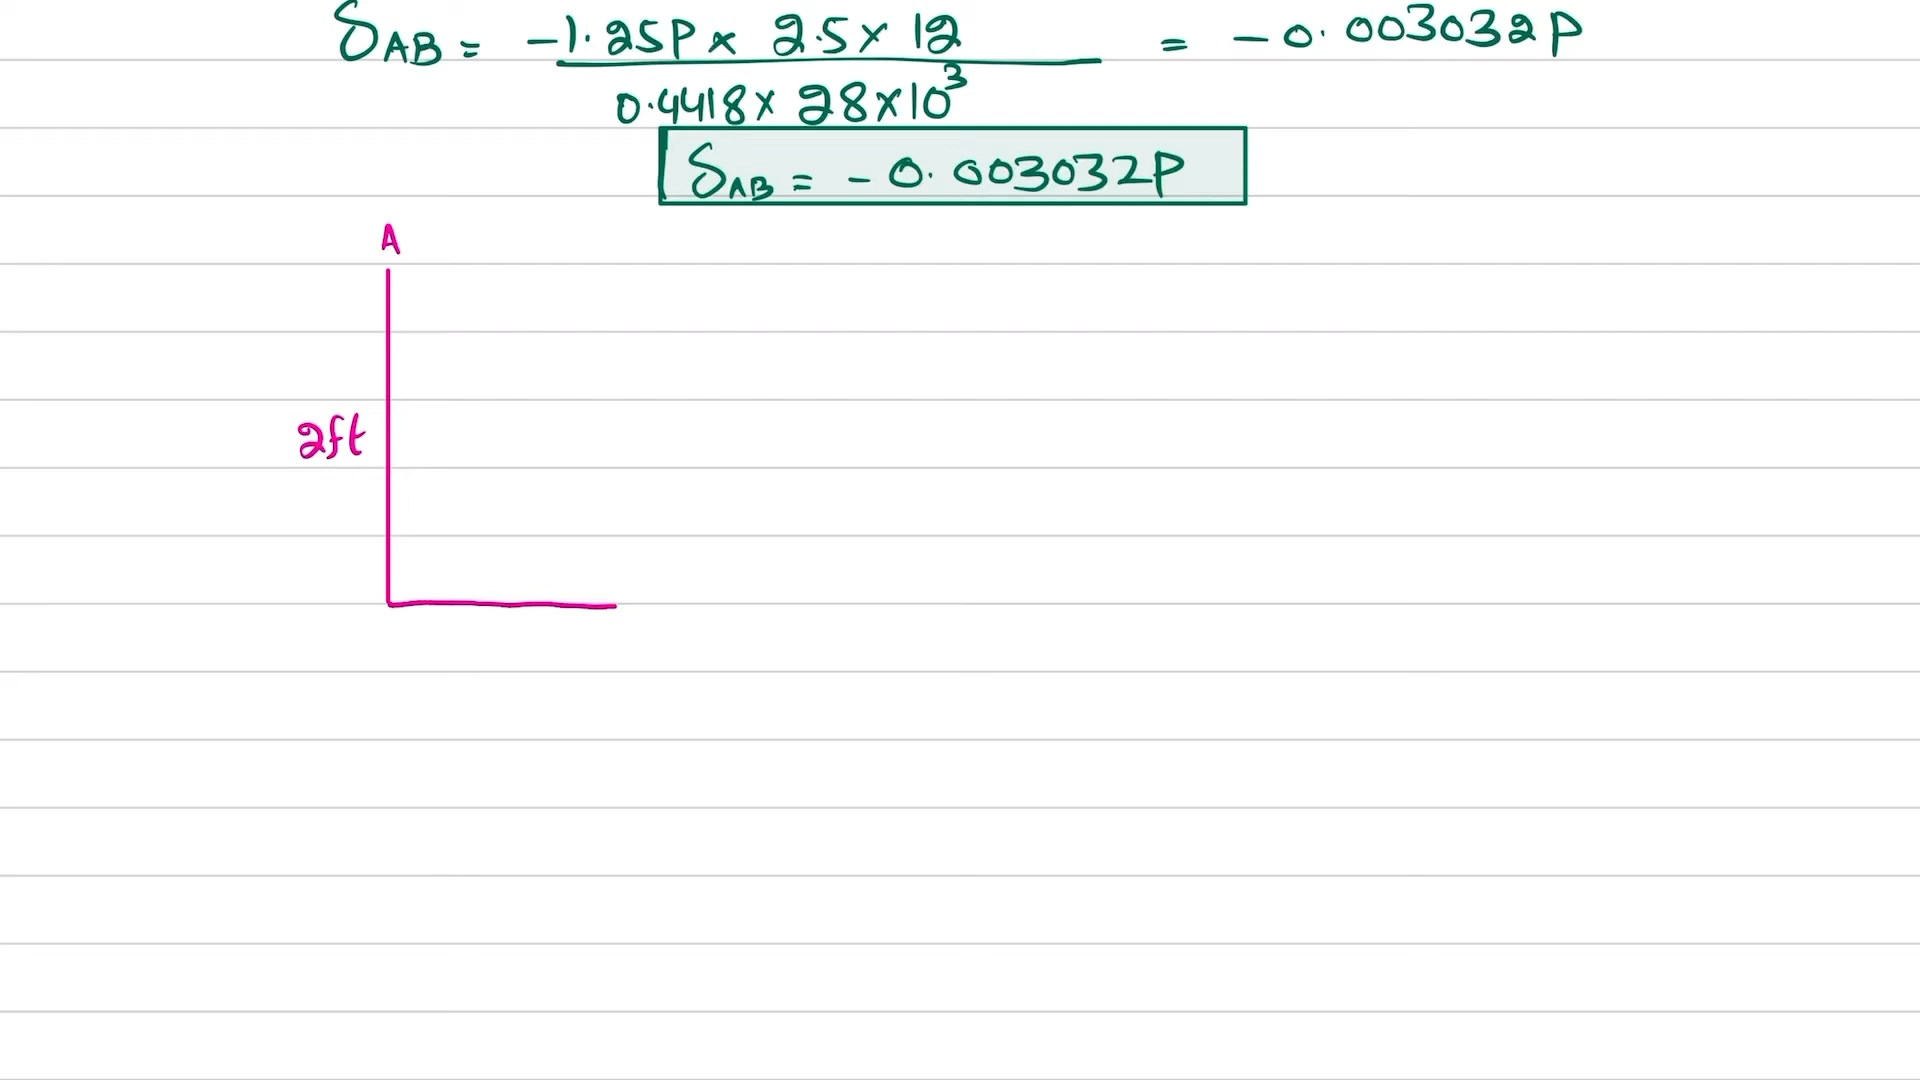 δAB = -1.25P × 2.5 × 12 / 0.4418 × 28×10³ = -0.003032P
δAB = -0.003032P
A
2ft